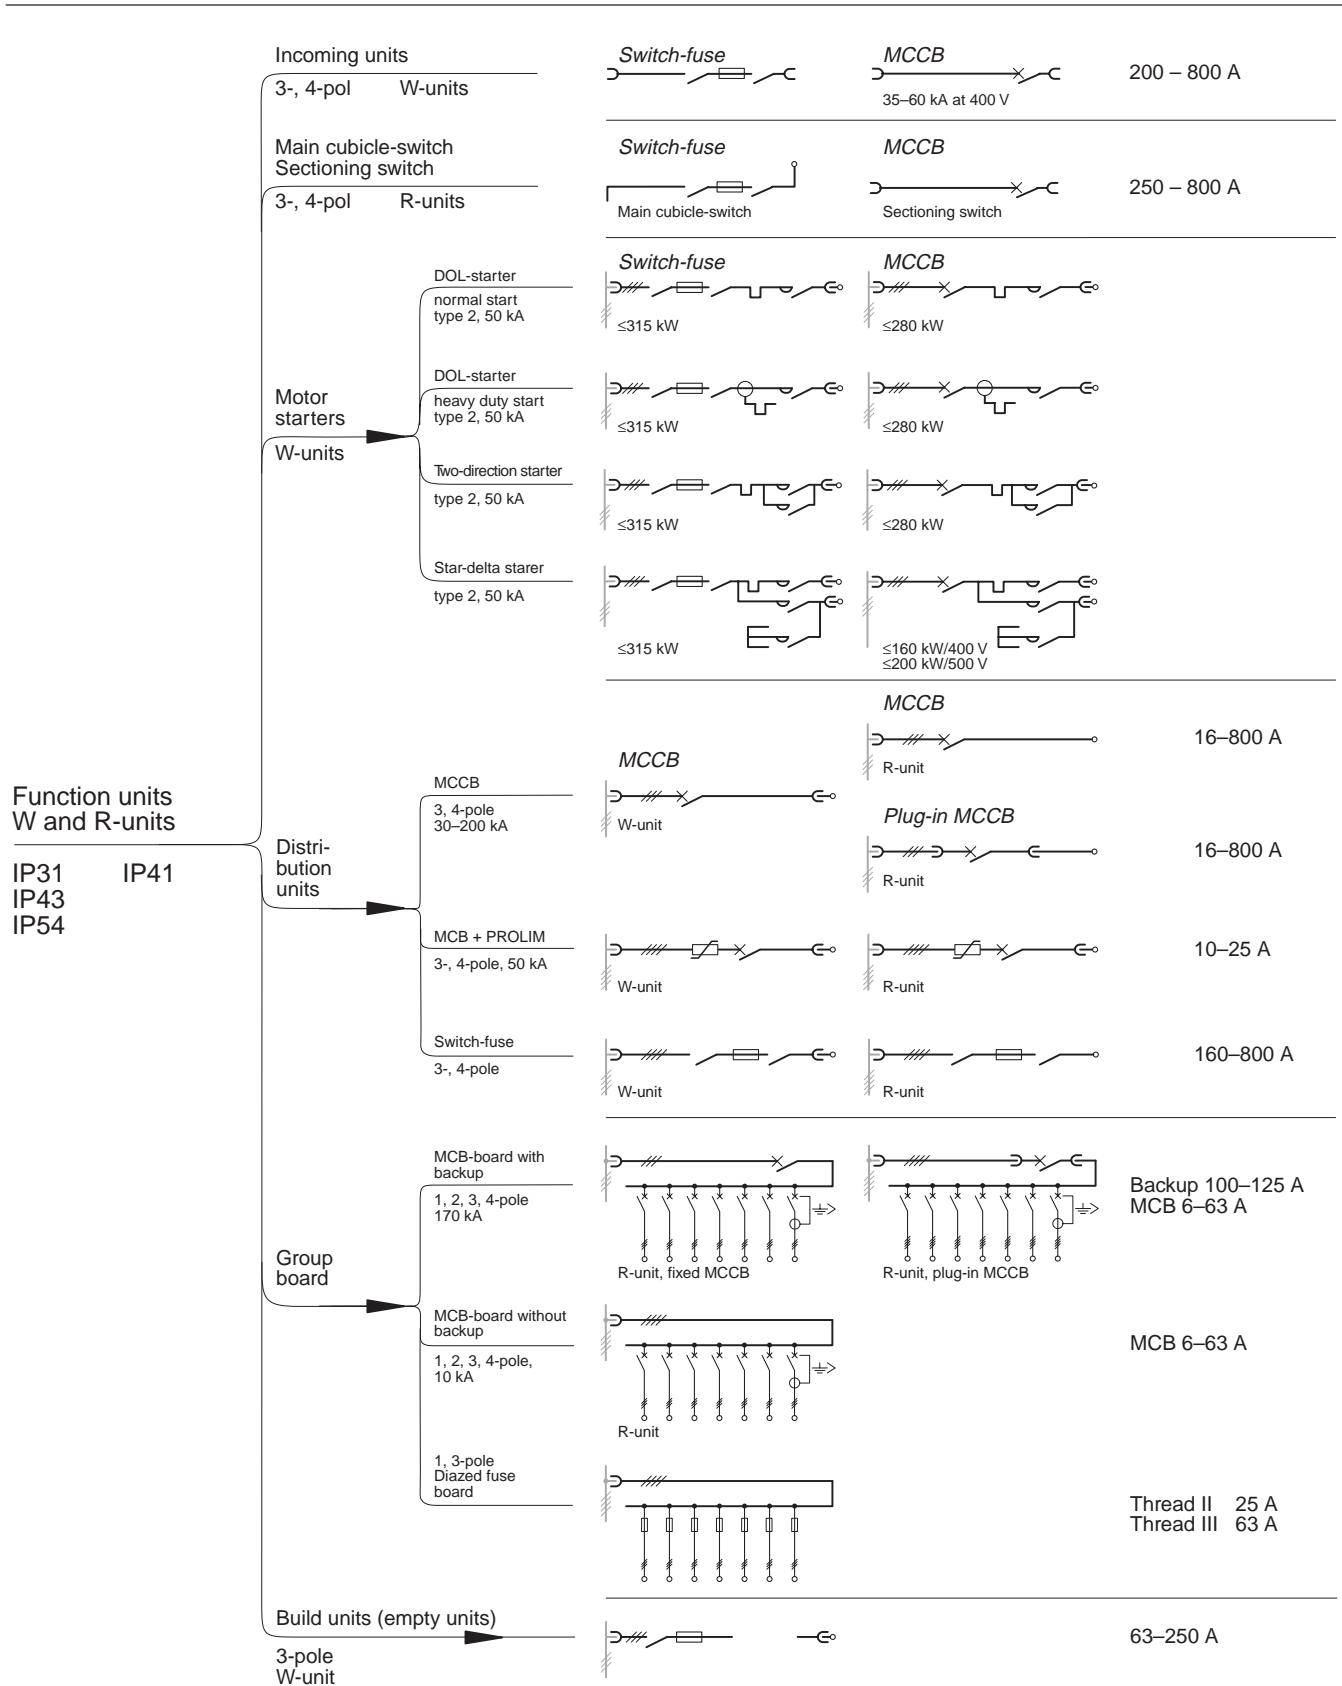 Incoming units
3-, 4-pol W-units
Switch-fuse
MCCB
35–60 kA at 400 V
200 – 800 A
Main cubicle-switch
Sectioning switch
3-, 4-pol R-units
Switch-fuse
Main cubicle-switch
MCCB
Sectioning switch
250 – 800 A
Motor
starters
W-units
Switch-fuse
MCCB
DOL-starter
normal start
type 2, 50 kA
≤315 kW
≤280 kW
DOL-starter
heavy duty start
type 2, 50 kA
≤315 kW
≤280 kW
Two-direction starter
type 2, 50 kA
≤315 kW
≤280 kW
Star-delta starer
type 2, 50 kA
≤315 kW
≤160 kW/400 V
≤200 kW/500 V
Function units
W and R-units
IP31 IP41
IP43
IP54
Distri-
bution
units
MCCB
3, 4-pole
30–200 kA
MCCB
W-unit
MCCB
R-unit
16–800 A
Plug-in MCCB
R-unit
16–800 A
MCB + PROLIM
3-, 4-pole, 50 kA
W-unit
R-unit
10–25 A
Switch-fuse
3-, 4-pole
W-unit
R-unit
160–800 A
Group
board
MCB-board with
backup
1, 2, 3, 4-pole
170 kA
R-unit, fixed MCCB
R-unit, plug-in MCCB
Backup 100–125 A
MCB 6–63 A
MCB-board without
backup
1, 2, 3, 4-pole,
10 kA
R-unit
MCB 6–63 A
1, 3-pole
Diazed fuse
board
Thread II 25 A
Thread III 63 A
Build units (empty units)
3-pole
W-unit
63–250 A